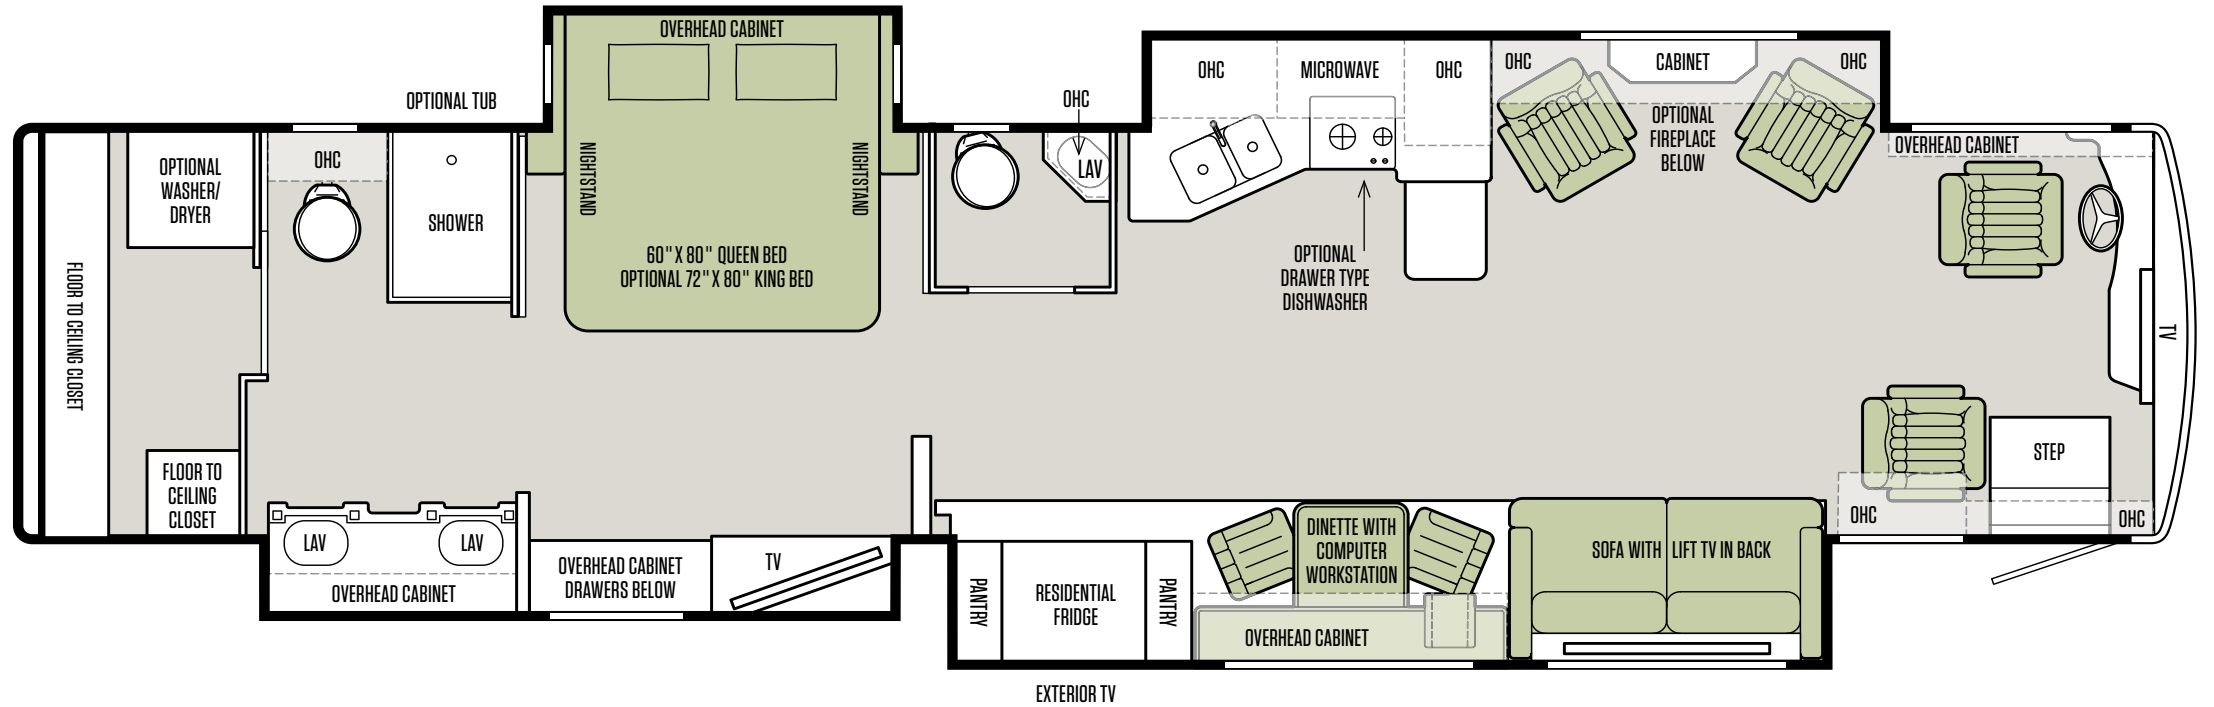 OVERHEAD CABINET
OPTIONAL TUB
OHC
OHC
MICROWAVE
OHC
OHC
CABINET
OHC
OPTIONAL
FIREPLACE
BELOW
OVERHEAD CABINET
OPTIONAL
WASHER/
DRYER
OHC
SHOWER
NIGHTSTAND
NIGHTSTAND
LAV
60" X 80" QUEEN BED
OPTIONAL 72" X 80" KING BED
OPTIONAL
DRAWER TYPE
DISHWASHER
FLOOR TO CEILING CLOSET
TV
STEP
FLOOR TO
CEILING
CLOSET
LAV
LAV
OVERHEAD CABINET
OVERHEAD CABINET
DRAWERS BELOW
TV
PANTRY
RESIDENTIAL
FRIDGE
PANTRY
DINETTE WITH
COMPUTER
WORKSTATION
OVERHEAD CABINET
SOFA WITH LIFT TV IN BACK
OHC
OHC
EXTERIOR TV